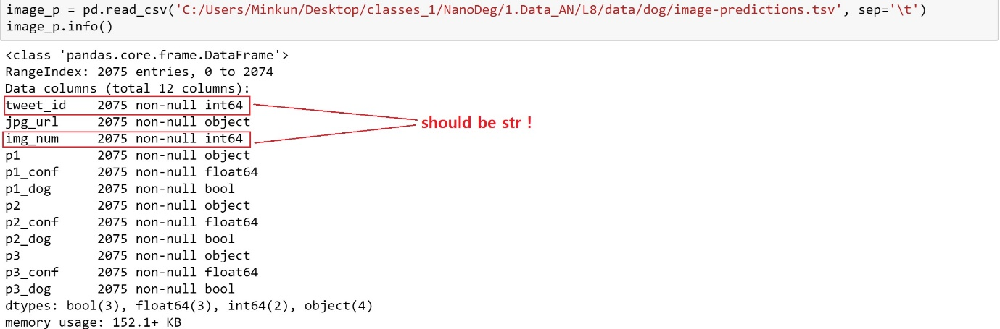 image_p = pd.read_csv('C:/Users/Minkun/Desktop/classes_1/NanoDeg/1.Data_AN/L8/data/dog/image-predictions.tsv', sep='\t')
image_p.info()
<class 'pandas.core.frame.DataFrame'>
RangeIndex: 2075 entries, 0 to 2074
Data columns (total 12 columns):
tweet_id    2075 non-null int64
jpg_url     2075 non-null object
should be str !
img_num     2075 non-null int64
p1          2075 non-null object
p1_conf     2075 non-null float64
p1_dog      2075 non-null bool
p2          2075 non-null object
p2_conf     2075 non-null float64
p2_dog      2075 non-null bool
p3          2075 non-null object
p3_conf     2075 non-null float64
p3_dog      2075 non-null bool
dtypes: bool(3), float64(3), int64(2), object(4)
memory usage: 152.1+ KB